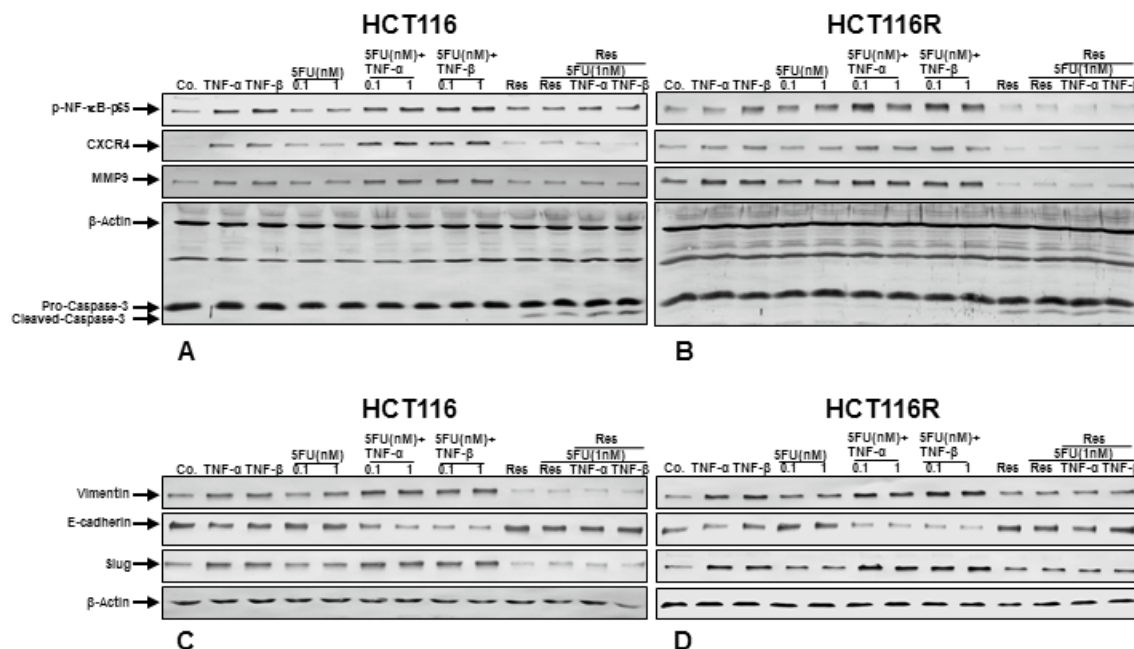 HCT116 HCT116R
Res Res
5FU(nM)+ 5FU(nM)+ 5FU(nM)+ 5FU(nM)+
5FU(nM) TNF-α TNF-β 5FU(1nM) 5FU(nM) TNF-α TNF-β 5FU(1nM)
Co. TNF-α TNF-β 0.1 1 0.1 1 0.1 1 Res Res TNF-α TNF-β Co. TNF-α TNF-β 0.1 1 0.1 1 0.1 1 Res Res TNF-α TNF-β
p-NF-κB-p65
CXCR4
MMP9
β-Actin
Pro-Caspase-3
Cleaved-Caspase-3
A B
HCT116 HCT116R
Res Res
5FU(nM)+ 5FU(nM)+ 5FU(nM)+ 5FU(nM)+
5FU(nM) TNF-α TNF-β 5FU(1nM) 5FU(nM) TNF-α TNF-β 5FU(1nM)
Co. TNF-α TNF-β 0.1 1 0.1 1 0.1 1 Res Res TNF-α TNF-β Co. TNF-α TNF-β 0.1 1 0.1 1 0.1 1 Res Res TNF-α TNF-β
Vimentin
E-cadherin
Slug
β-Actin
C D